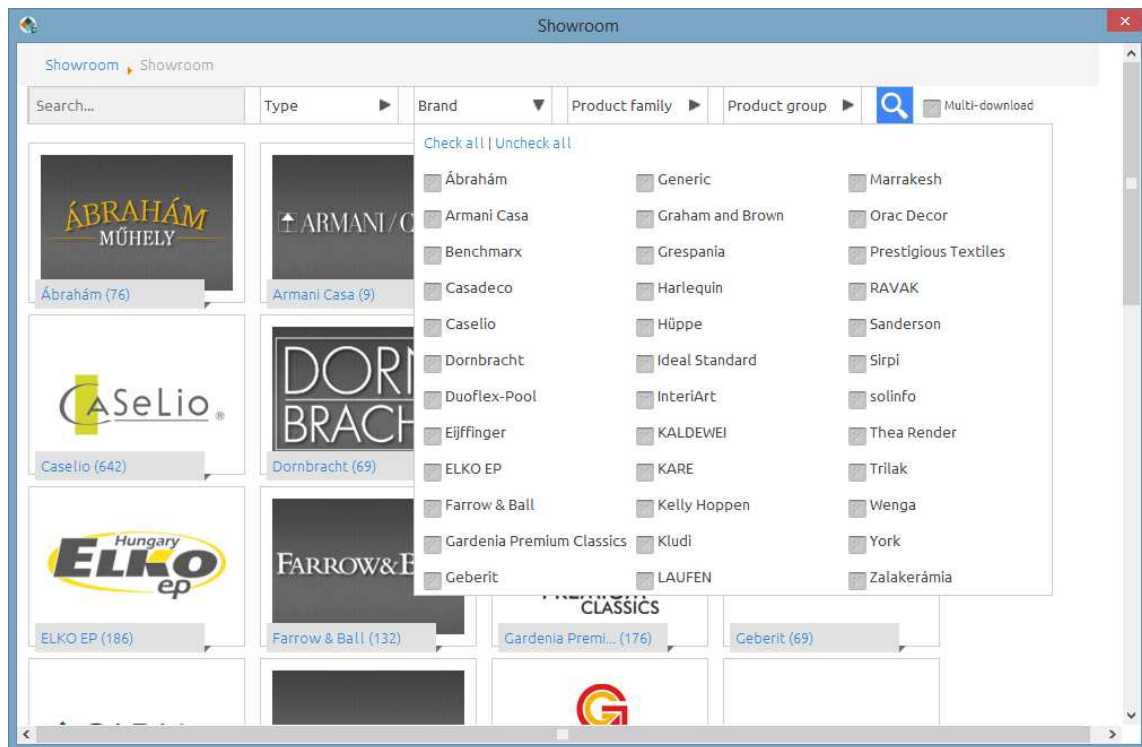 Showroom
Showroom Showroom
Search... Type Brand Product family Product group Multi-download
Check all | Uncheck all
Ábrahám Generic Marrakesh
Armani Casa Graham and Brown Orac Decor
Benchmarx Grespania Prestigious Textiles
Casadeco Harlequin RAVAK
Caselio Hüppe Sanderson
Dornbracht Ideal Standard Sirpi
Duoflex-Pool InteriArt solinfo
Eijffinger KALDEWEI Thea Render
ELKO EP KARE Trilak
Farrow & Ball Kelly Hoppen Wenga
Gardenia Premium Classics Kludi York
Geberit LAUFEN Zalakerámia
ÁBRAHÁM
MŰHELY
ARMANI / C
Ábrahám (76) Armani Casa (9)
CASeLio ®
DORN
BRACH
Caselio (642) Dornbracht (69)
Hungary
ELKO
ep
FARROW&B
CLASSICS
ELKO EP (186) Farrow & Ball (132) Gardenia Premi... (176) Geberit (69)
G